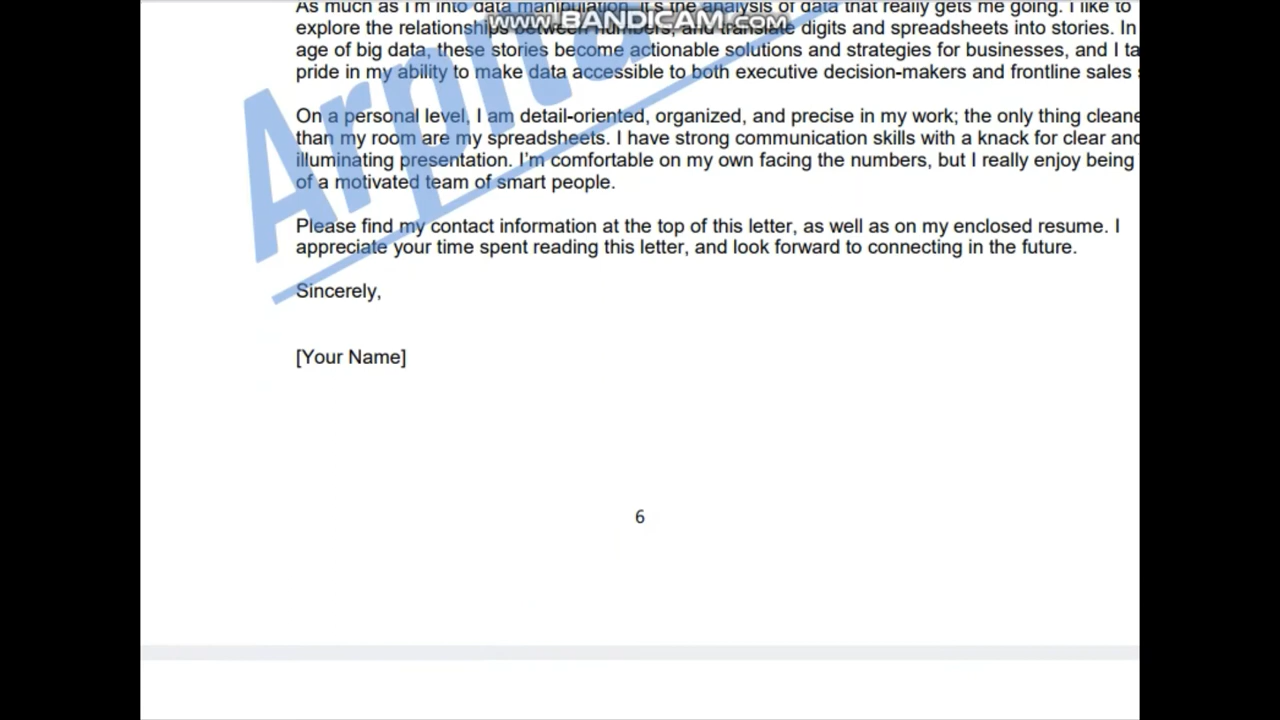 As much as I'm into data manipulation, it's the analysis of data that really gets me going. I like to
www.BANDICAM.com
explore the relationships between numbers, and translate digits and spreadsheets into stories. In
age of big data, these stories become actionable solutions and strategies for businesses, and I ta
pride in my ability to make data accessible to both executive decision-makers and frontline sales
On a personal level, I am detail-oriented, organized, and precise in my work; the only thing cleane
than my room are my spreadsheets. I have strong communication skills with a knack for clear and
illuminating presentation. I'm comfortable on my own facing the numbers, but I really enjoy being
of a motivated team of smart people.
Please find my contact information at the top of this letter, as well as on my enclosed resume. I
appreciate your time spent reading this letter, and look forward to connecting in the future.
Sincerely,
[Your Name]
6